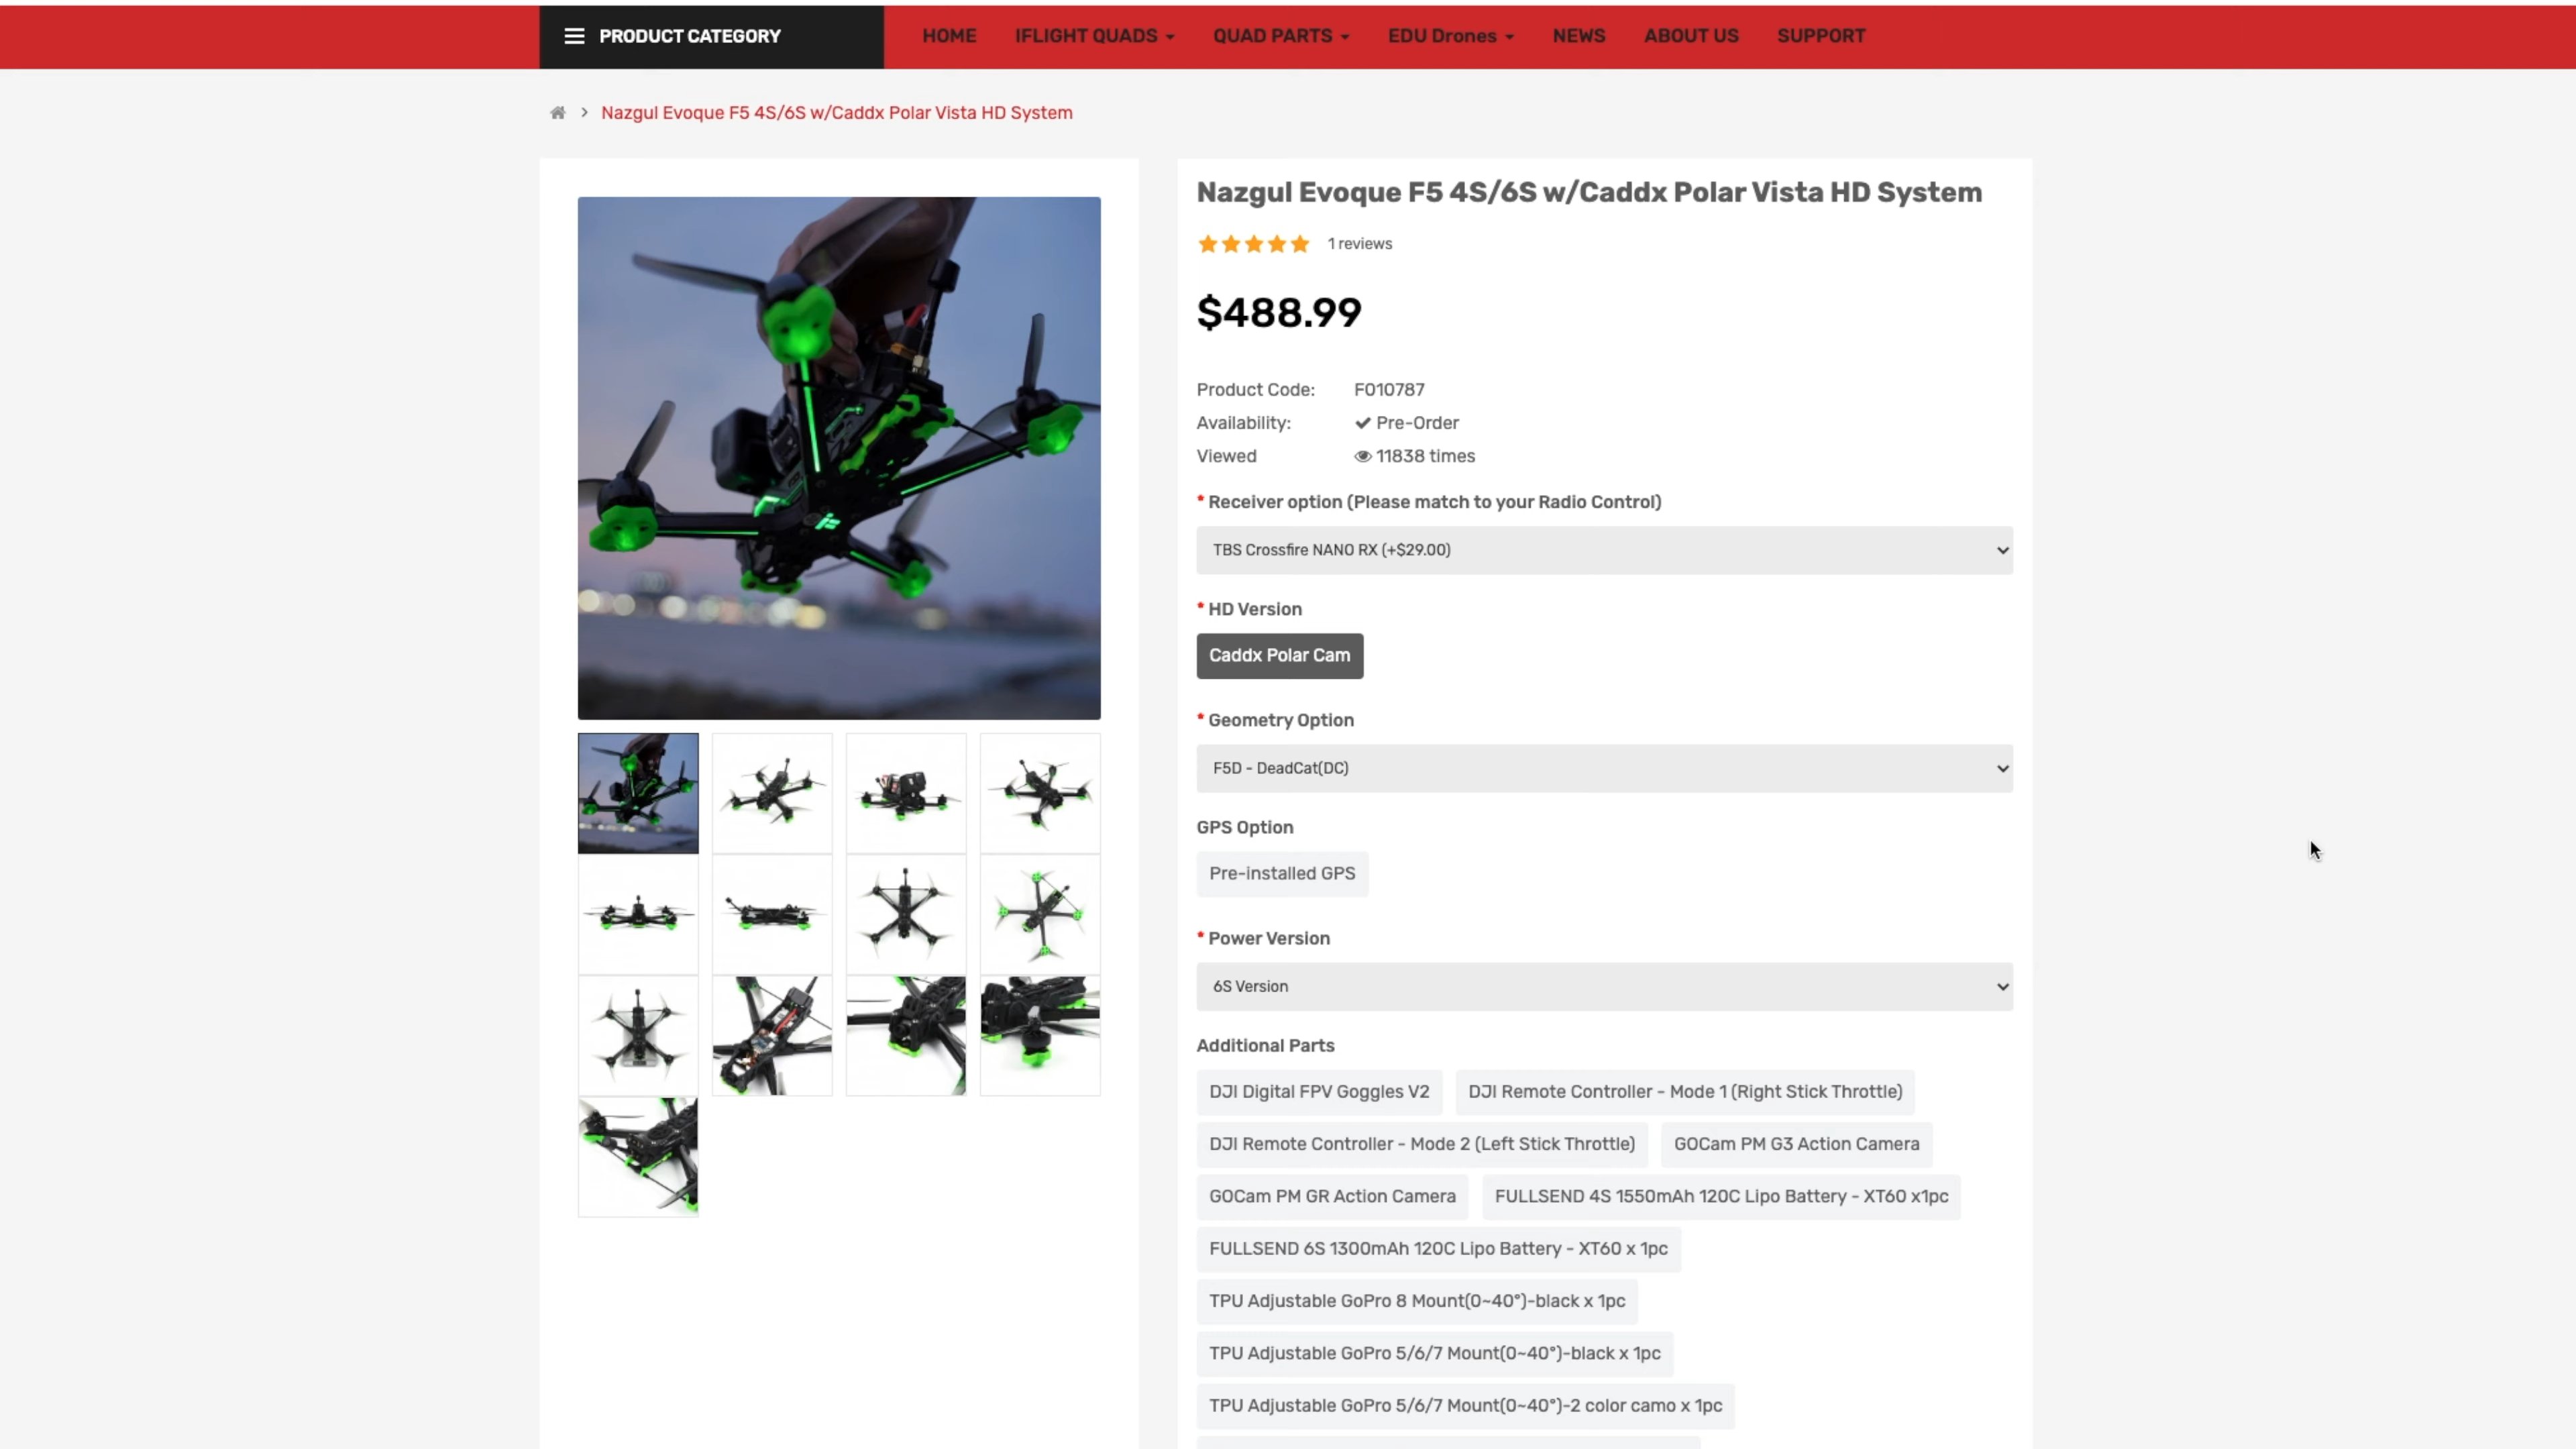 PRODUCT CATEGORY
HOME
IFLIGHT QUADS
QUAD PARTS
EDU Drones
NEWS
ABOUT US
SUPPORT
Nazgul Evoque F5 4S/6S w/Caddx Polar Vista HD System
Nazgul Evoque F5 4S/6S w/Caddx Polar Vista HD System
1 reviews
$488.99
Product Code: F010787
Availability: Pre-Order
Viewed 11838 times
* Receiver option (Please match to your Radio Control)
TBS Crossfire NANO RX (+$29.00)
* HD Version
Caddx Polar Cam
* Geometry Option
F5D - DeadCat(DC)
GPS Option
Pre-installed GPS
* Power Version
6S Version
Additional Parts
DJI Digital FPV Goggles V2
DJI Remote Controller - Mode 1 (Right Stick Throttle)
DJI Remote Controller - Mode 2 (Left Stick Throttle)
GOCam PM G3 Action Camera
GOCam PM GR Action Camera
FULLSEND 4S 1550mAh 120C Lipo Battery - XT60 x1pc
FULLSEND 6S 1300mAh 120C Lipo Battery - XT60 x 1pc
TPU Adjustable GoPro 8 Mount(0~40°)-black x 1pc
TPU Adjustable GoPro 5/6/7 Mount(0~40°)-black x 1pc
TPU Adjustable GoPro 5/6/7 Mount(0~40°)-2 color camo x 1pc